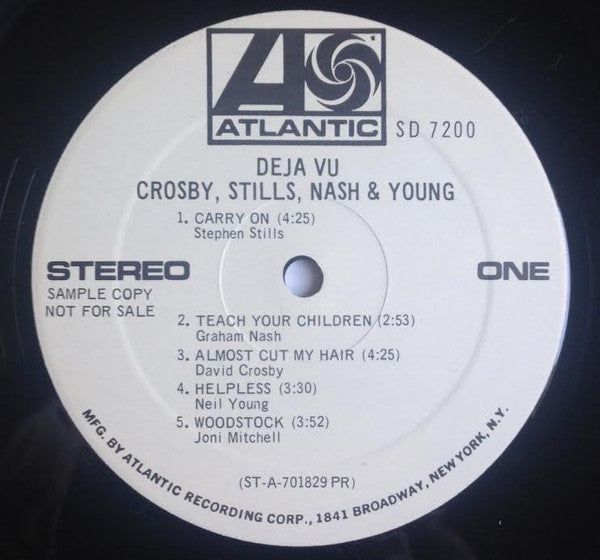 ATLANTIC
SD 7200
DEJA VU
CROSBY, STILLS, NASH & YOUNG
1. CARRY ON (4:25)
Stephen Stills
STEREO
ONE
SAMPLE COPY
NOT FOR SALE
2. TEACH YOUR CHILDREN (2:53)
Graham Nash
3. ALMOST CUT MY HAIR (4:25)
David Crosby
4. HELPLESS (3:30)
Neil Young
5. WOODSTOCK (3:52)
Joni Mitchell
(ST-A-701829 PR)
MFG. BY ATLANTIC RECORDING CORP., 1841 BROADWAY, NEW YORK, N.Y.